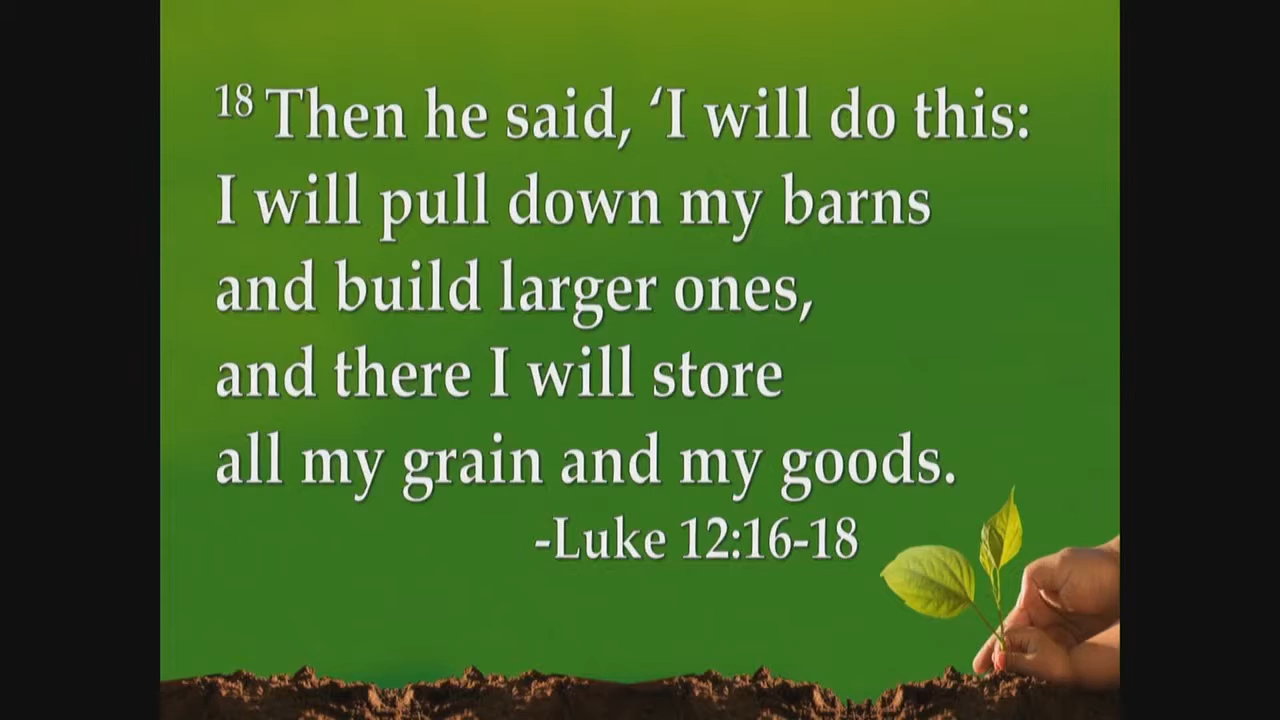 18 Then he said, ‘I will do this:
I will pull down my barns
and build larger ones,
and there I will store
all my grain and my goods.
-Luke 12:16-18